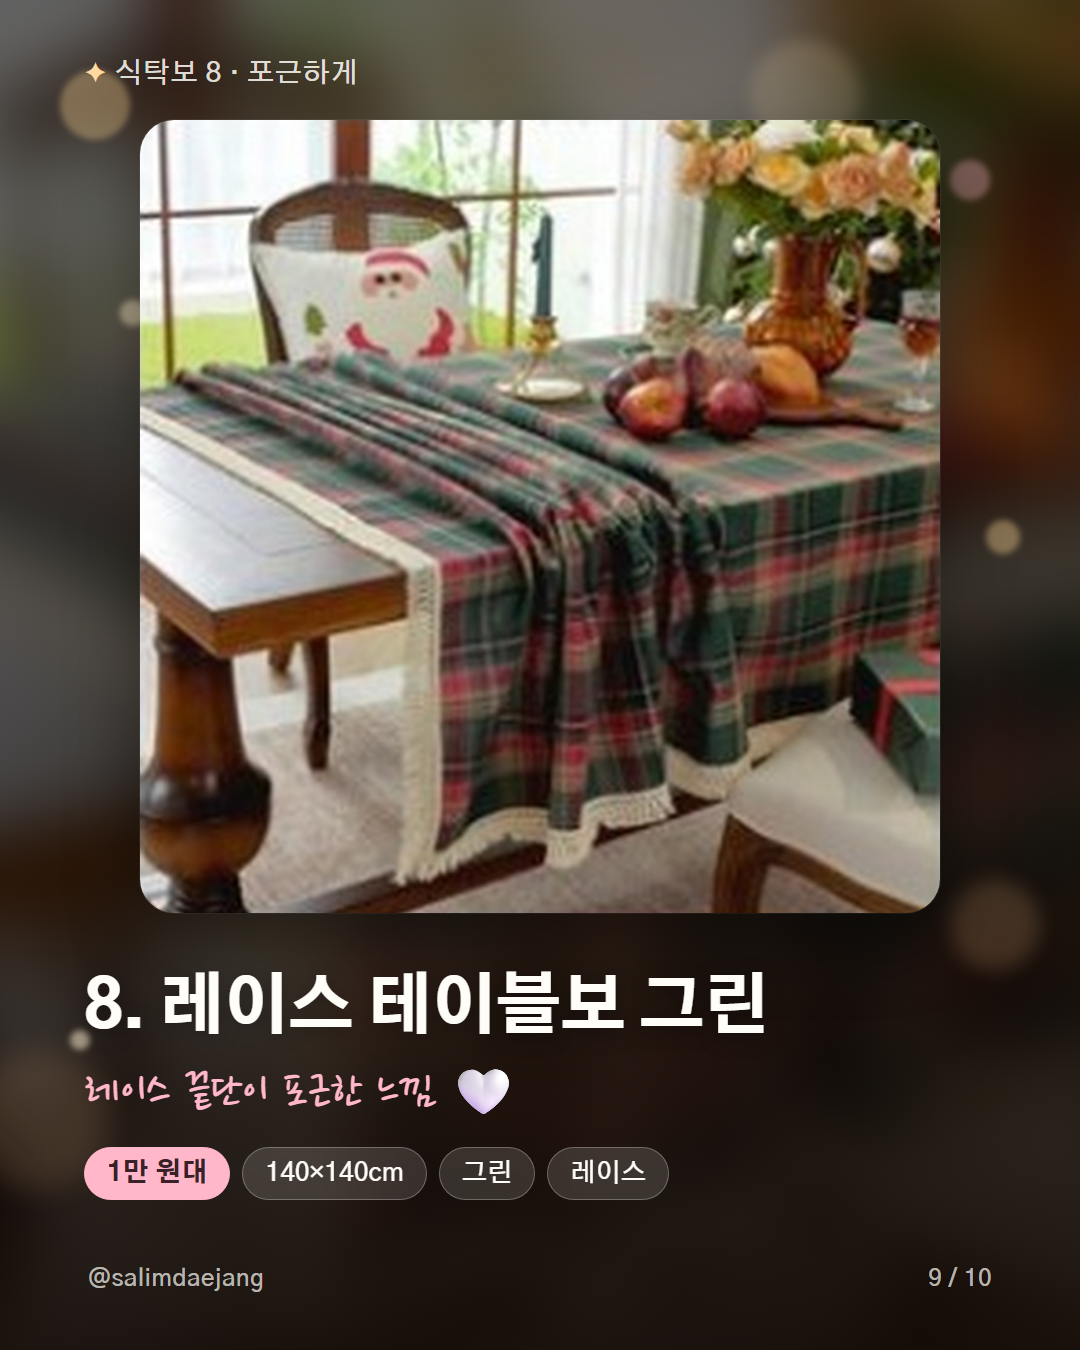 식탁보 8 · 포근하게
8. 레이스 테이블보 그린
레이스 끝단이 포근한 느낌
1만 원대 140×140cm 그린 레이스
@salimdaejang
9 / 10